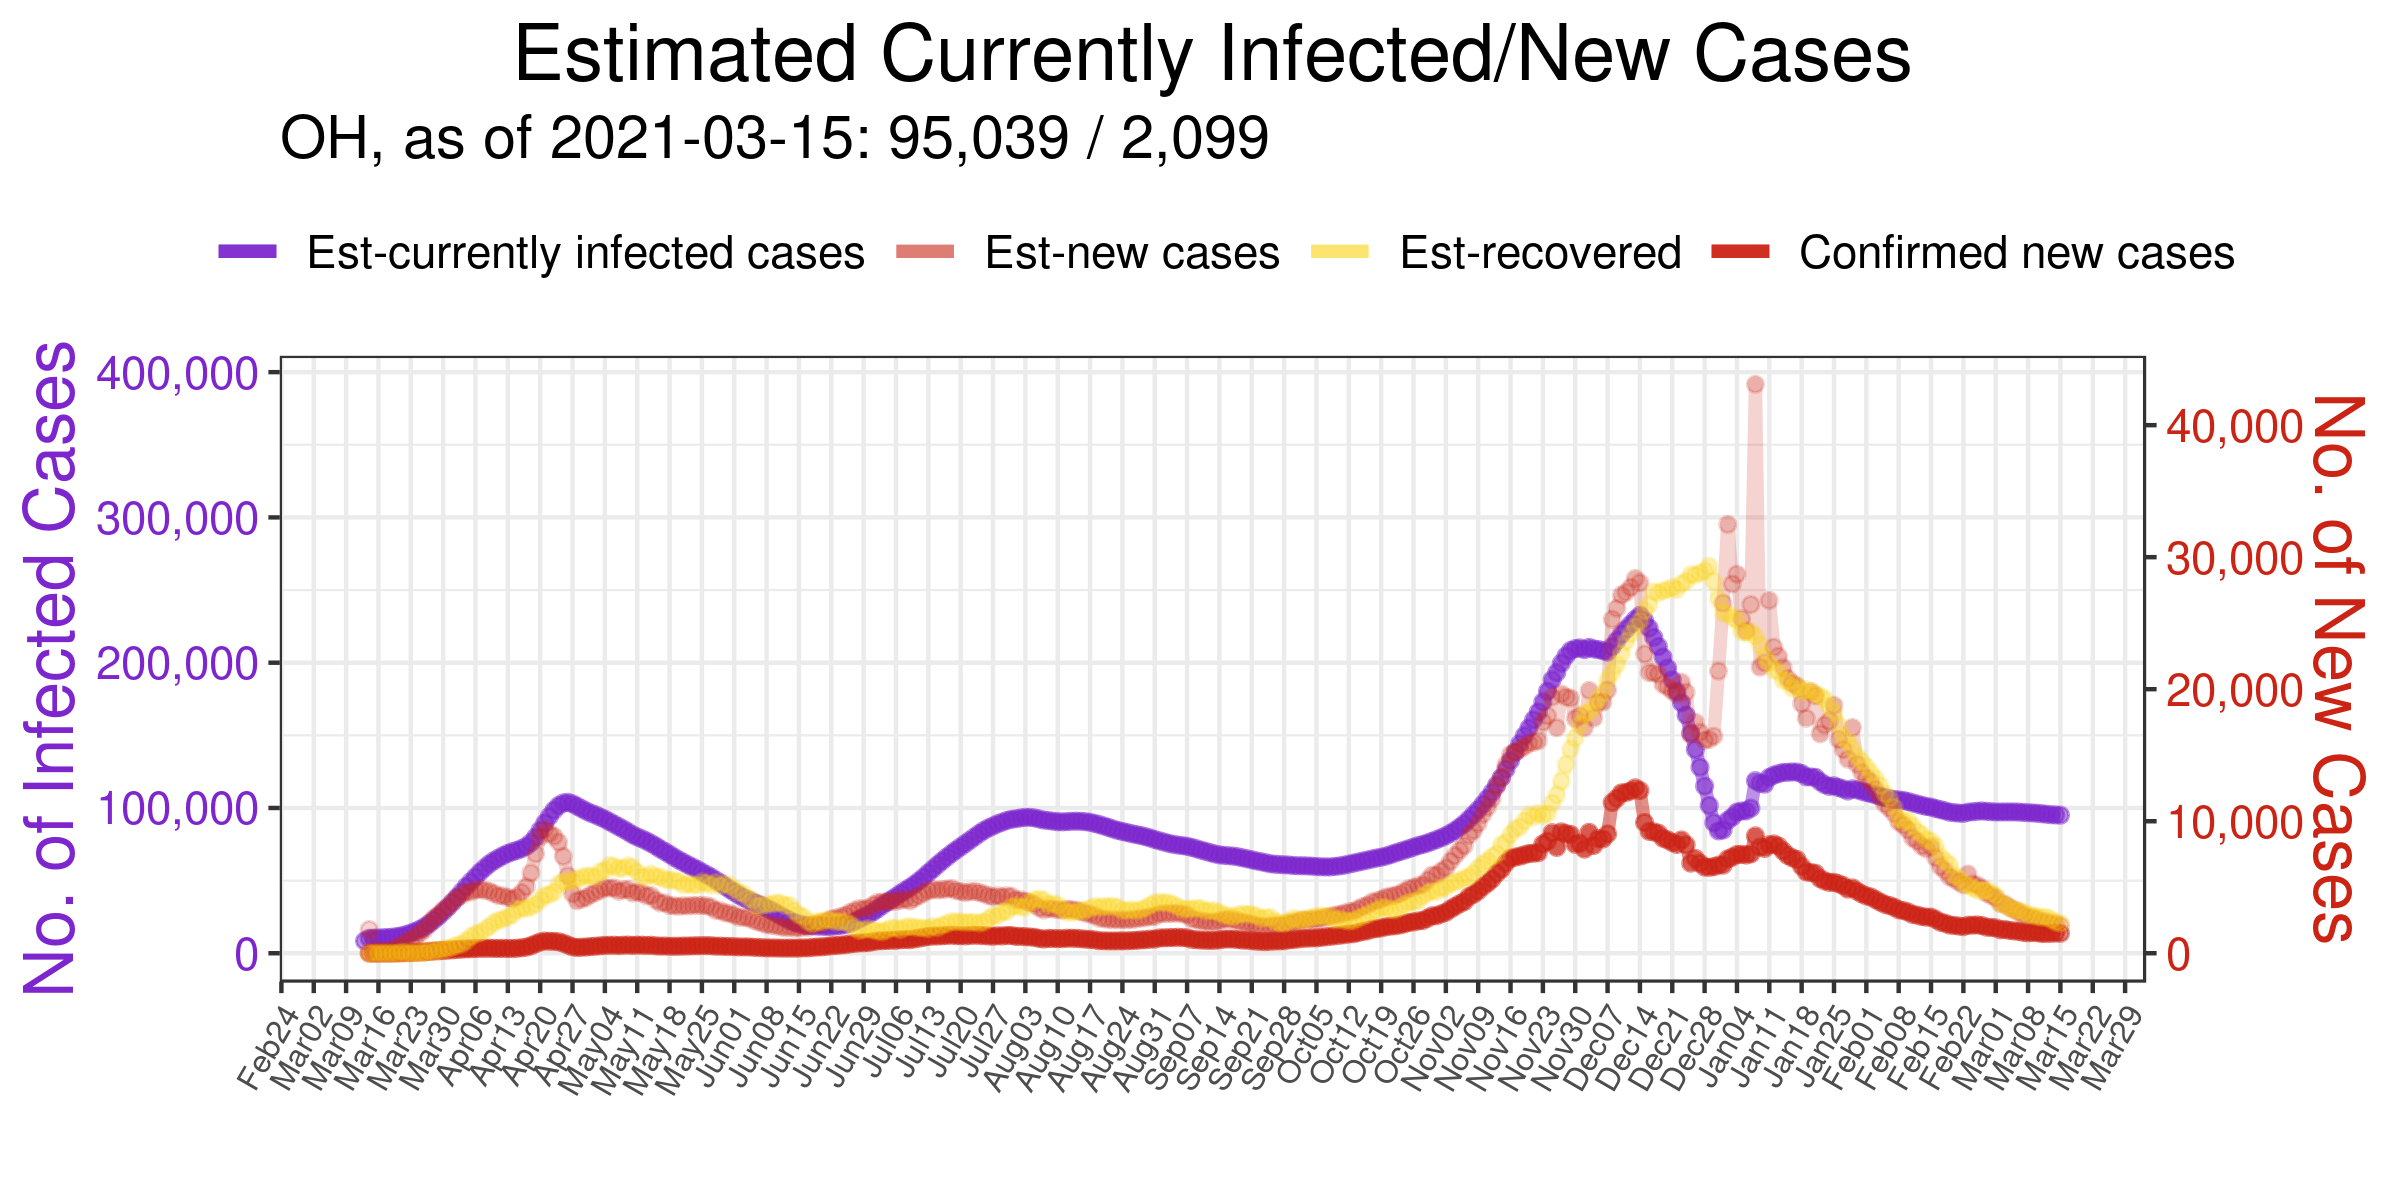 Estimated Currently Infected/New Cases
OH, as of 2021-03-15: 95,039 / 2,099
Est-currently infected cases Est-new cases Est-recovered Confirmed new cases
No. of Infected Cases
400,000
300,000
200,000
100,000
0
40,000
30,000
20,000
10,000
0
No. of New Cases
Feb24 Mar02 Mar09 Mar16 Mar23 Mar30 Apr06 Apr13 Apr20 Apr27 May04 May11 May18 May25 Jun01 Jun08 Jun15 Jun22 Jun29 Jul06 Jul13 Jul20 Jul27 Aug03 Aug10 Aug17 Aug24 Aug31 Sep07 Sep14 Sep21 Sep28 Oct05 Oct12 Oct19 Oct26 Nov02 Nov09 Nov16 Nov23 Nov30 Dec07 Dec14 Dec21 Dec28 Jan04 Jan11 Jan18 Jan25 Feb01 Feb08 Feb15 Feb22 Mar01 Mar08 Mar15 Mar22 Mar29